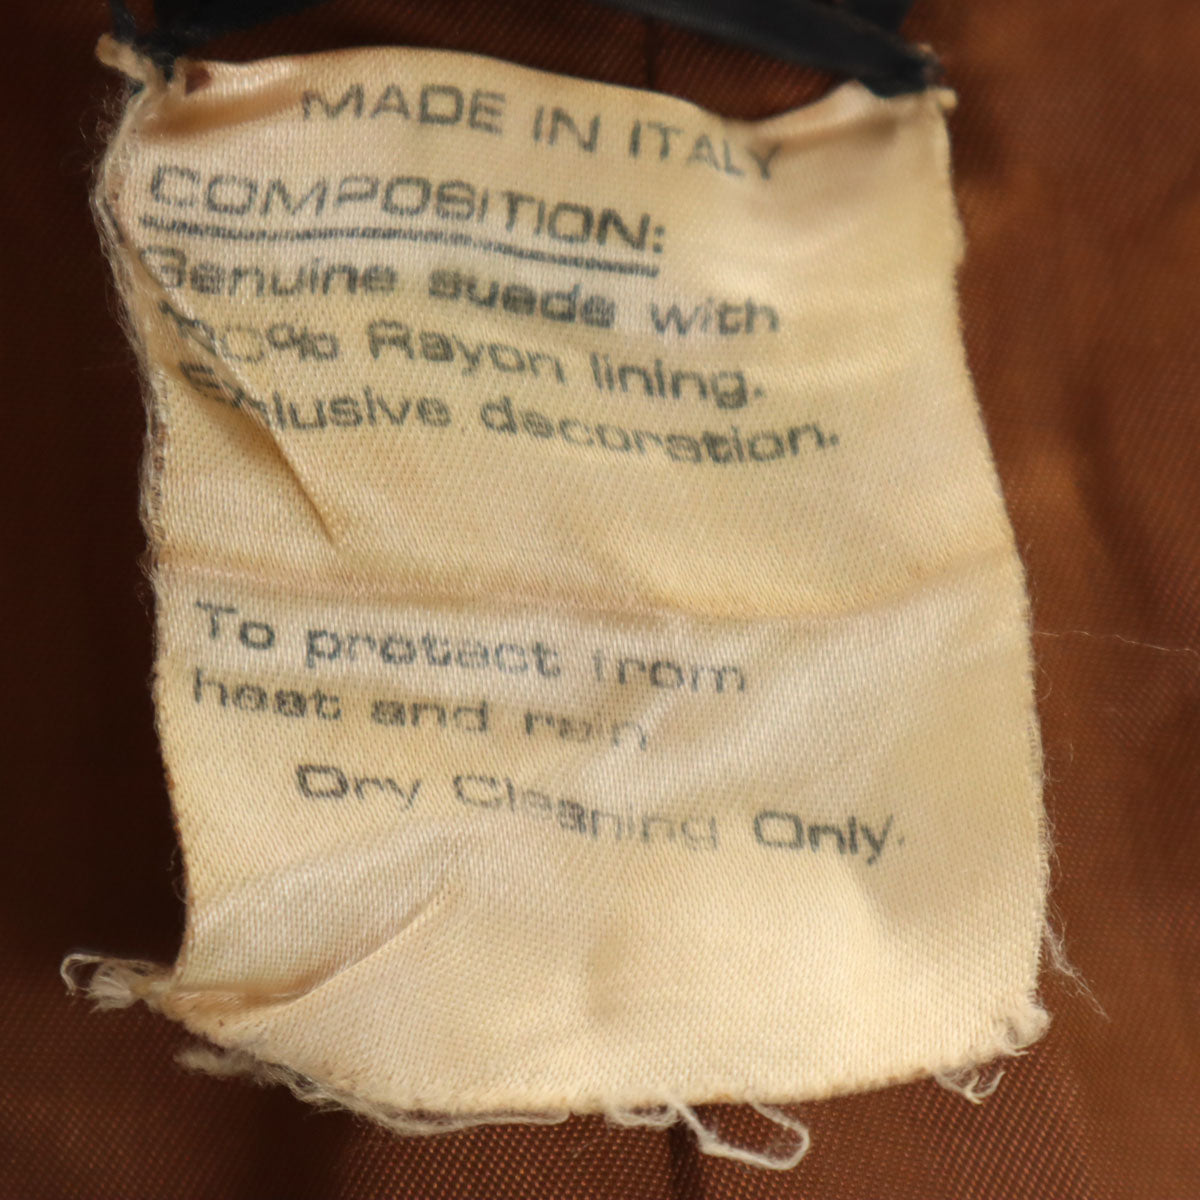 MADE IN ITALY
COMPOSITION:
Genuine suede with
100% Rayon lining.
Exclusive decoration.
To protect from
heat and rain
Dry Cleaning Only.